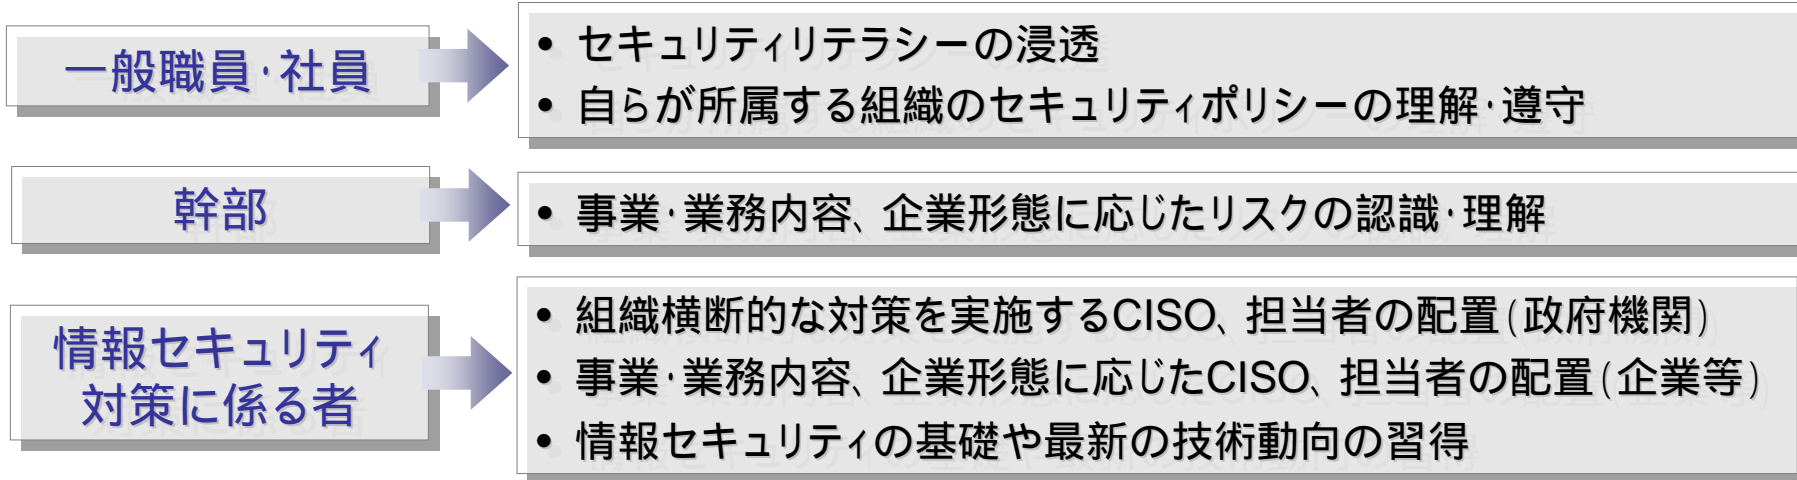 一般職員・社員
• セキュリティリテラシーの浸透
• 自らが所属する組織のセキュリティポリシーの理解・遵守
幹部
• 事業・業務内容、企業形態に応じたリスクの認識・理解
情報セキュリティ
対策に係る者
• 組織横断的な対策を実施するCISO、担当者の配置(政府機関)
• 事業・業務内容、企業形態に応じたCISO、担当者の配置(企業等)
• 情報セキュリティの基礎や最新の技術動向の習得